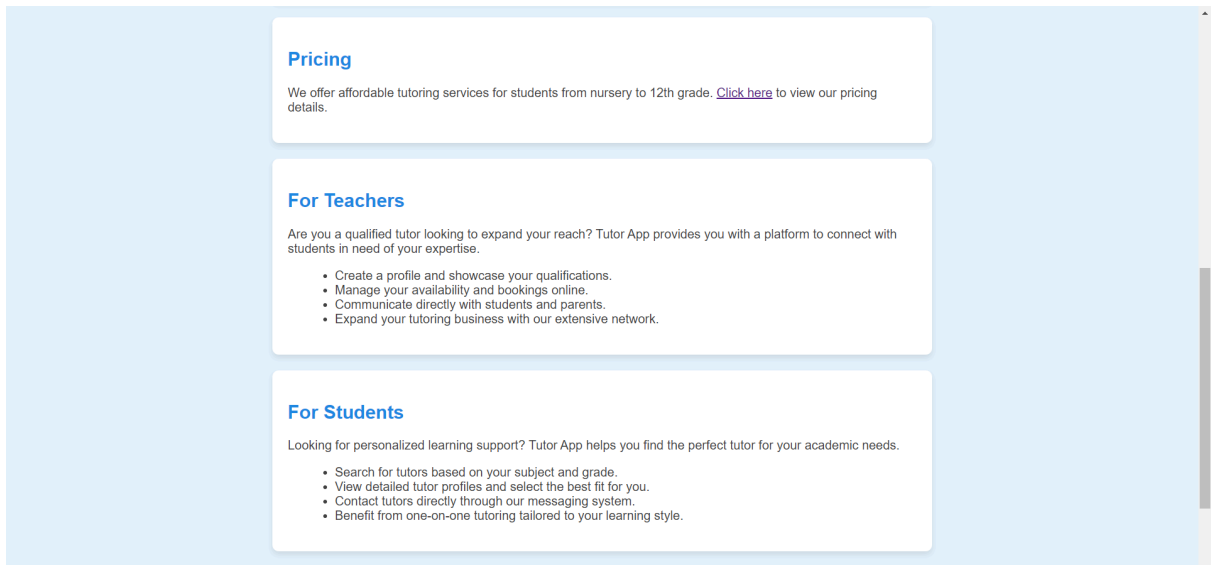 Pricing
We offer affordable tutoring services for students from nursery to 12th grade. Click here to view our pricing
details.
For Teachers
Are you a qualified tutor looking to expand your reach? Tutor App provides you with a platform to connect with
students in need of your expertise.
• Create a profile and showcase your qualifications.
• Manage your availability and bookings online.
• Communicate directly with students and parents.
• Expand your tutoring business with our extensive network.
For Students
Looking for personalized learning support? Tutor App helps you find the perfect tutor for your academic needs.
• Search for tutors based on your subject and grade.
• View detailed tutor profiles and select the best fit for you.
• Contact tutors directly through our messaging system.
• Benefit from one-on-one tutoring tailored to your learning style.